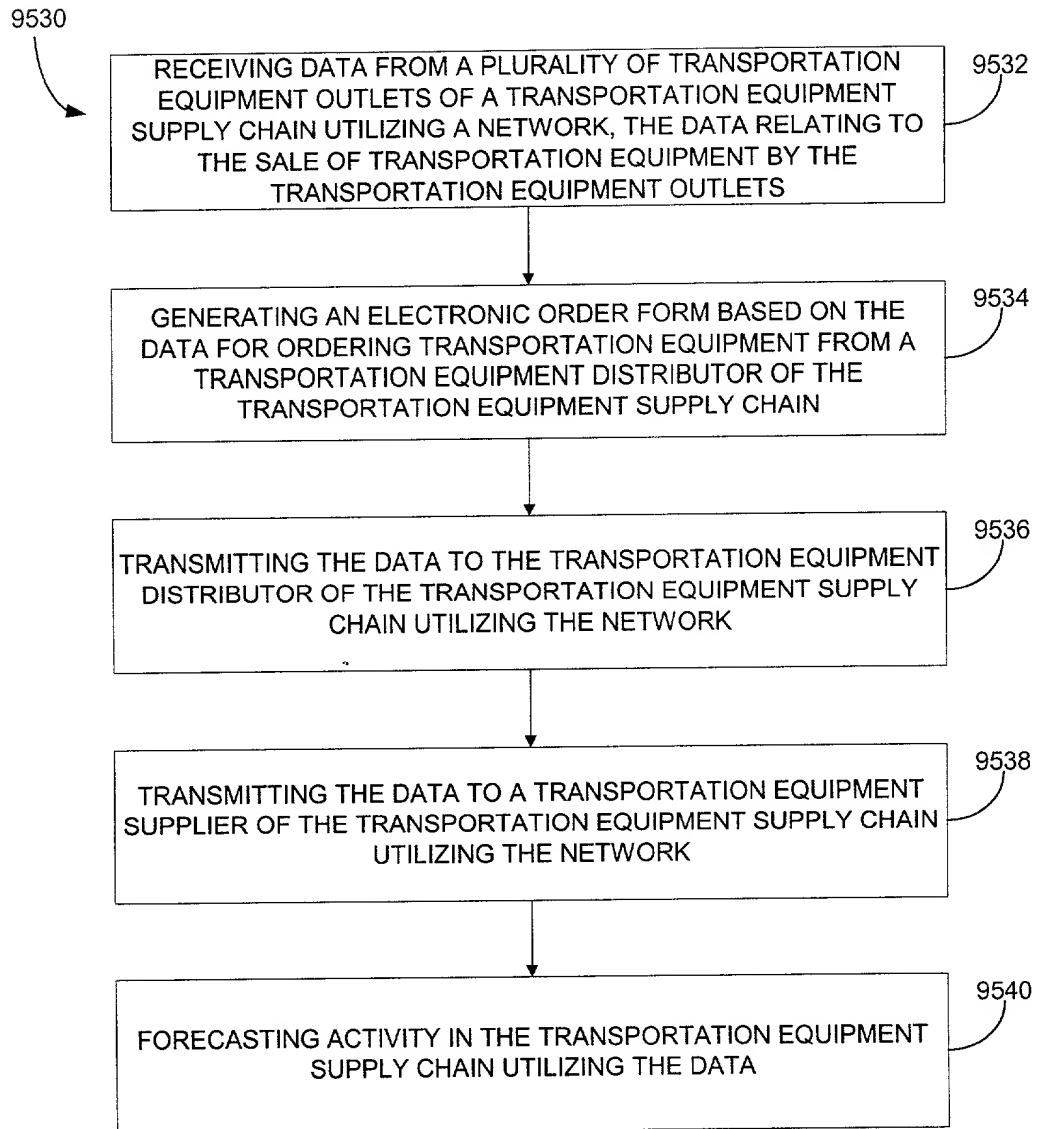 9530
RECEIVING DATA FROM A PLURALITY OF TRANSPORTATION
EQUIPMENT OUTLETS OF A TRANSPORTATION EQUIPMENT
SUPPLY CHAIN UTILIZING A NETWORK, THE DATA RELATING TO
THE SALE OF TRANSPORTATION EQUIPMENT BY THE
TRANSPORTATION EQUIPMENT OUTLETS
9532
GENERATING AN ELECTRONIC ORDER FORM BASED ON THE
DATA FOR ORDERING TRANSPORTATION EQUIPMENT FROM A
TRANSPORTATION EQUIPMENT DISTRIBUTOR OF THE
TRANSPORTATION EQUIPMENT SUPPLY CHAIN
9534
TRANSMITTING THE DATA TO THE TRANSPORTATION EQUIPMENT
DISTRIBUTOR OF THE TRANSPORTATION EQUIPMENT SUPPLY
CHAIN UTILIZING THE NETWORK
9536
TRANSMITTING THE DATA TO A TRANSPORTATION EQUIPMENT
SUPPLIER OF THE TRANSPORTATION EQUIPMENT SUPPLY CHAIN
UTILIZING THE NETWORK
9538
FORECASTING ACTIVITY IN THE TRANSPORTATION EQUIPMENT
SUPPLY CHAIN UTILIZING THE DATA
9540